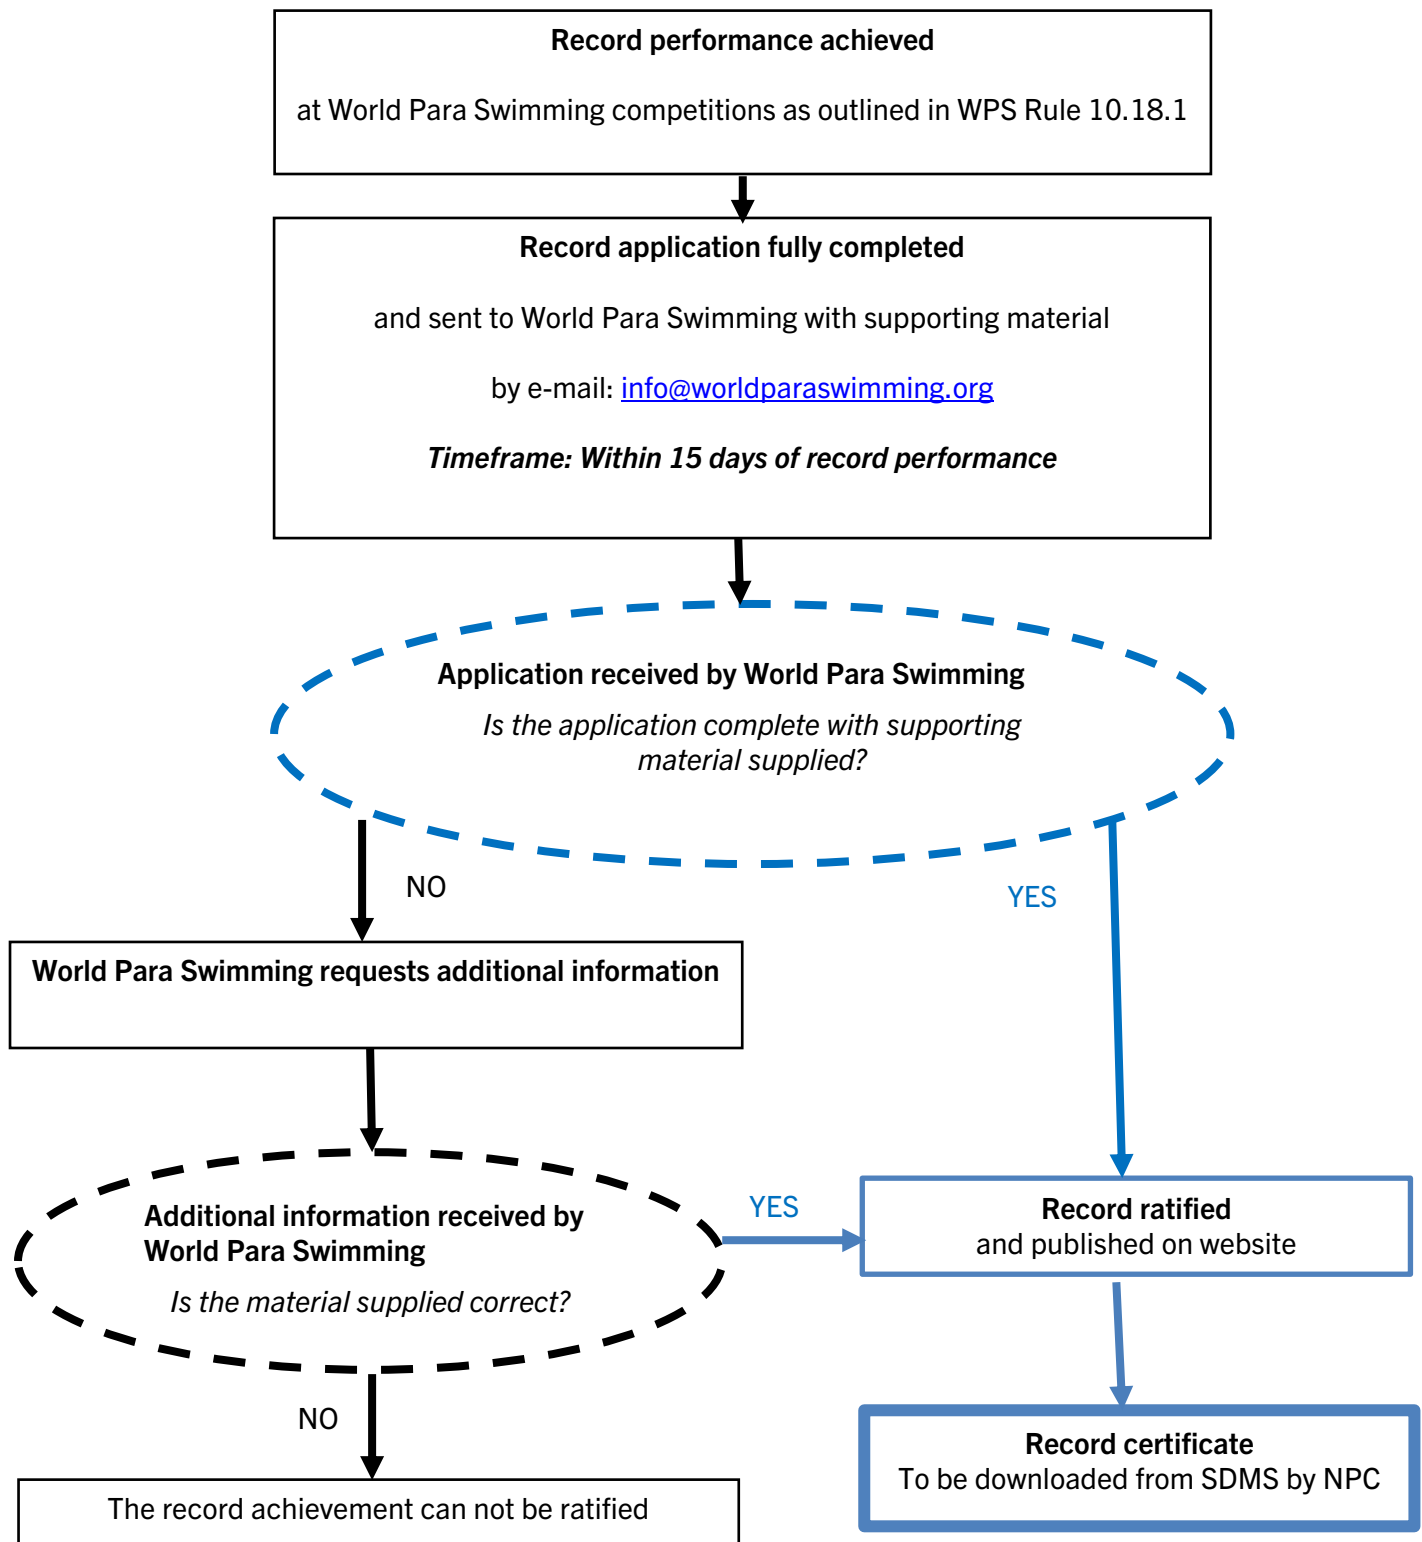 Record performance achieved
at World Para Swimming competitions as outlined in WPS Rule 10.18.1
Record application fully completed
and sent to World Para Swimming with supporting material
by e-mail: info@worldparaswimming.org
Timeframe: Within 15 days of record performance
Application received by World Para Swimming
Is the application complete with supporting
material supplied?
NO
YES
World Para Swimming requests additional information
Additional information received by
World Para Swimming
Is the material supplied correct?
YES
Record ratified
and published on website
NO
Record certificate
To be downloaded from SDMS by NPC
The record achievement can not be ratified